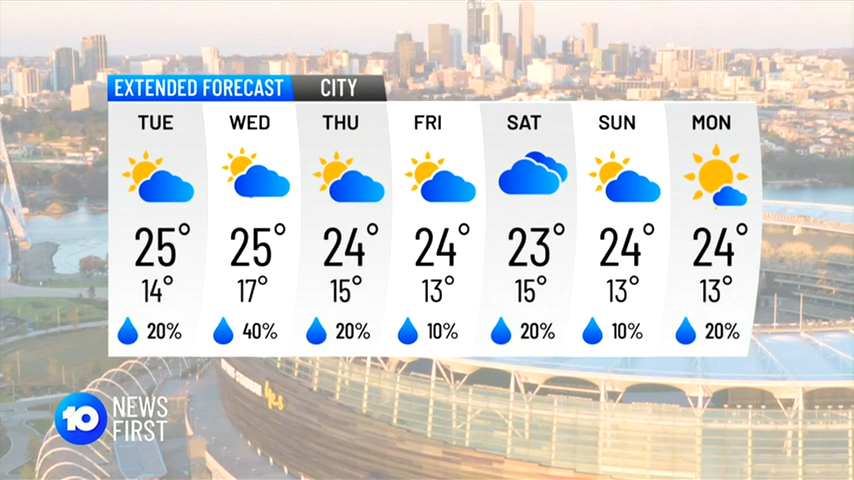 EXTENDED FORECAST CITY
TUE WED THU FRI SAT SUN MON
25° 25° 24° 24° 23° 24° 24°
14° 17° 15° 13° 15° 13° 13°
20% 40% 20% 10% 20% 10% 20%
10 NEWS
FIRST